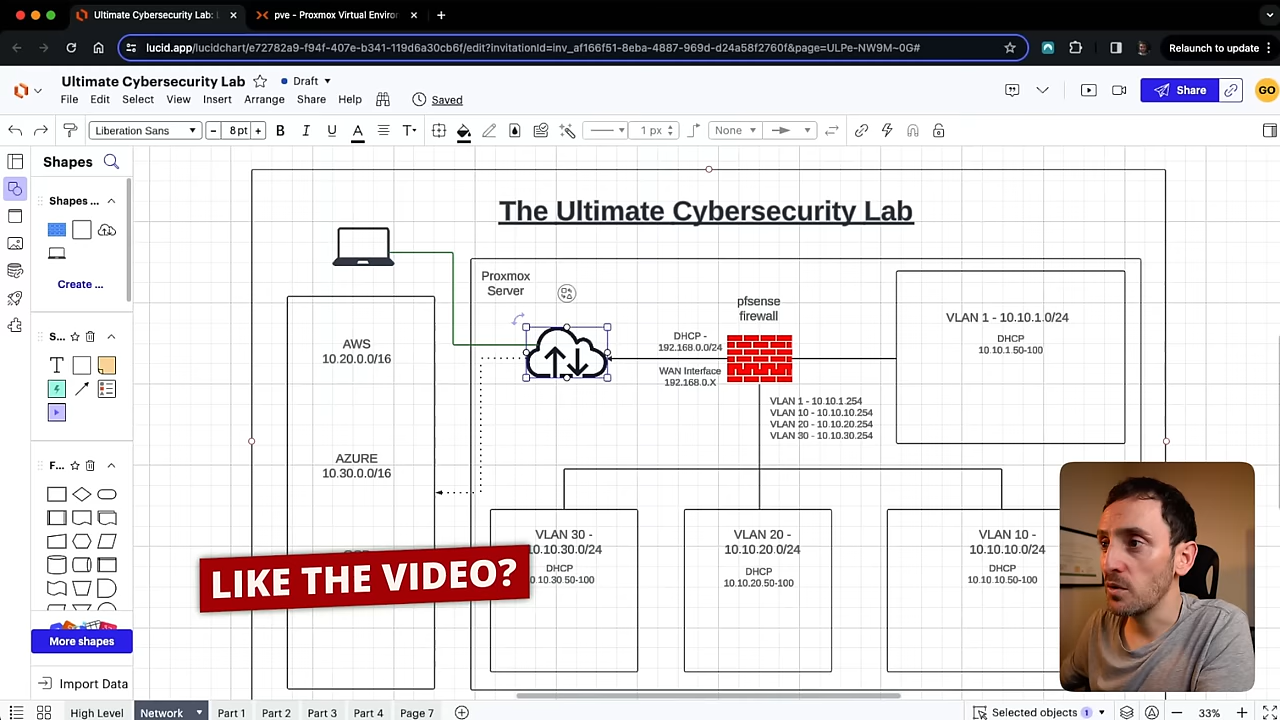 Ultimate Cybersecurity Lab:
pve - Proxmox Virtual Enviror
lucid.app/lucidchart/e72782a9-f94f-407e-b341-119d6a30cb6f/edit?invitationId=inv_af166f51-8eba-4887-969d-d24a58f2760f&page=ULPe-NW9M~0G#
Relaunch to update
Ultimate Cybersecurity Lab
Draft
File Edit Select View Insert Arrange Share Help
Saved
Share
GO
Liberation Sans
8 pt
1 px
None
Shapes
Shapes ...
Create ...
S...
F...
More shapes
Import Data
The Ultimate Cybersecurity Lab
Proxmox
Server
AWS
10.20.0.0/16
AZURE
10.30.0.0/16
DHCP -
192.168.0.0/24
WAN Interface
192.168.0.X
pfsense
firewall
VLAN 1 - 10.10.1.254
VLAN 10 - 10.10.10.254
VLAN 20 - 10.10.20.254
VLAN 30 - 10.10.30.254
VLAN 1 - 10.10.1.0/24
DHCP
10.10.1.50-100
VLAN 30 -
10.10.30.0/24
DHCP
0.10.30.50-100
VLAN 20 -
10.10.20.0/24
DHCP
10.10.20.50-100
VLAN 10 -
10.10.10.0/24
DHCP
10.10.10.50-100
LIKE THE VIDEO?
High Level Network Part 1 Part 2 Part 3 Part 4 Page 7
Selected objects 1
33%